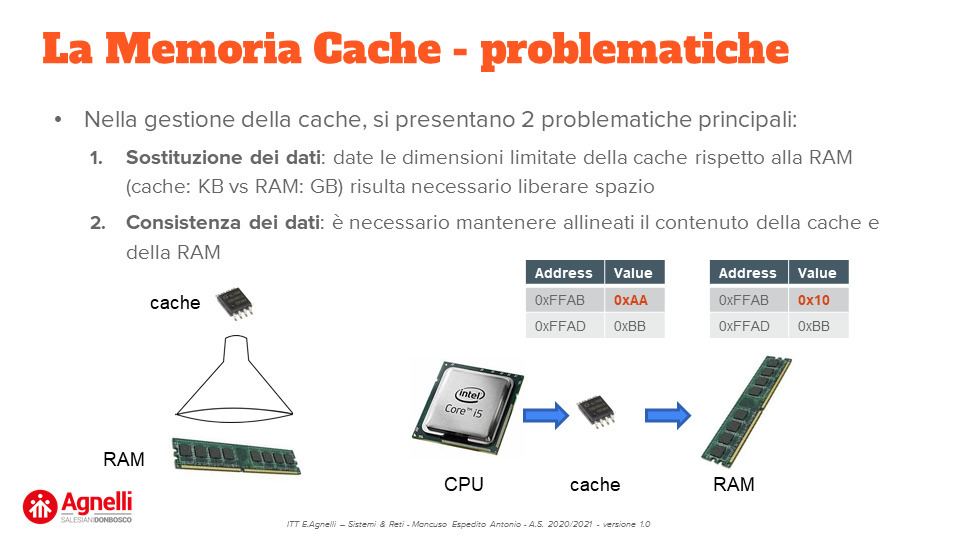 La Memoria Cache - problematiche
• Nella gestione della cache, si presentano 2 problematiche principali:
1. Sostituzione dei dati: date le dimensioni limitate della cache rispetto alla RAM
(cache: KB vs RAM: GB) risulta necessario liberare spazio
2. Consistenza dei dati: è necessario mantenere allineati il contenuto della cache e
della RAM
cache
RAM
Address Value
0xFFAB 0xAA
0xFFAD 0xBB
Address Value
0xFFAB 0x10
0xFFAD 0xBB
intel
Core™ i5
CPU
cache
RAM
Agnelli
SALESIANI DONBOSCO
ITT E.Agnelli – Sistemi & Reti - Mancuso Espedito Antonio - A.S. 2020/2021 - versione 1.0